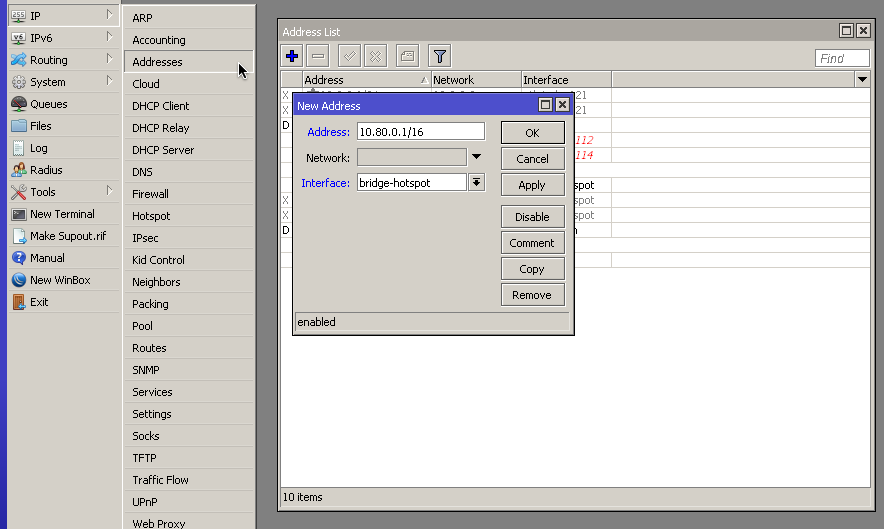 IP
IPv6
Routing
System
Queues
Files
Log
Radius
Tools
New Terminal
Make Supout.rif
Manual
New WinBox
Exit
ARP
Accounting
Addresses
Cloud
DHCP Client
DHCP Relay
DHCP Server
DNS
Firewall
Hotspot
IPsec
Kid Control
Neighbors
Packing
Pool
Routes
SNMP
Services
Settings
Socks
TFTP
Traffic Flow
UPnP
Web Proxy
Address List
Find
Address Network Interface
X 21
X 21
D
112
114
spot
X spot
X spot
D
New Address
Address: 10.80.0.1/16
Network:
Interface: bridge-hotspot
OK
Cancel
Apply
Disable
Comment
Copy
Remove
enabled
10 items